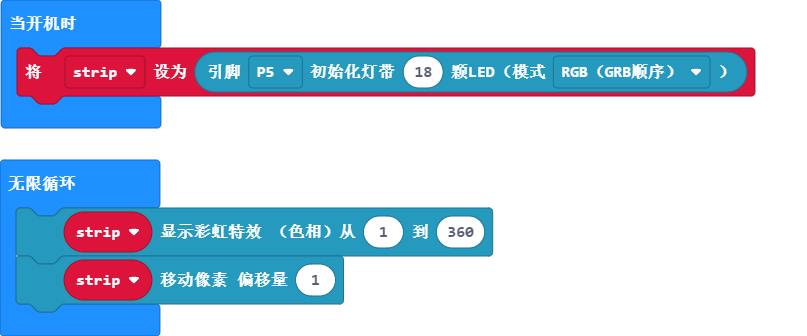 当开机时
将 strip 设为 引脚 P5 初始化灯带 18 颗LED（模式 RGB（GRB顺序） ）
无限循环
strip 显示彩虹特效 （色相）从 1 到 360
strip 移动像素 偏移量 1